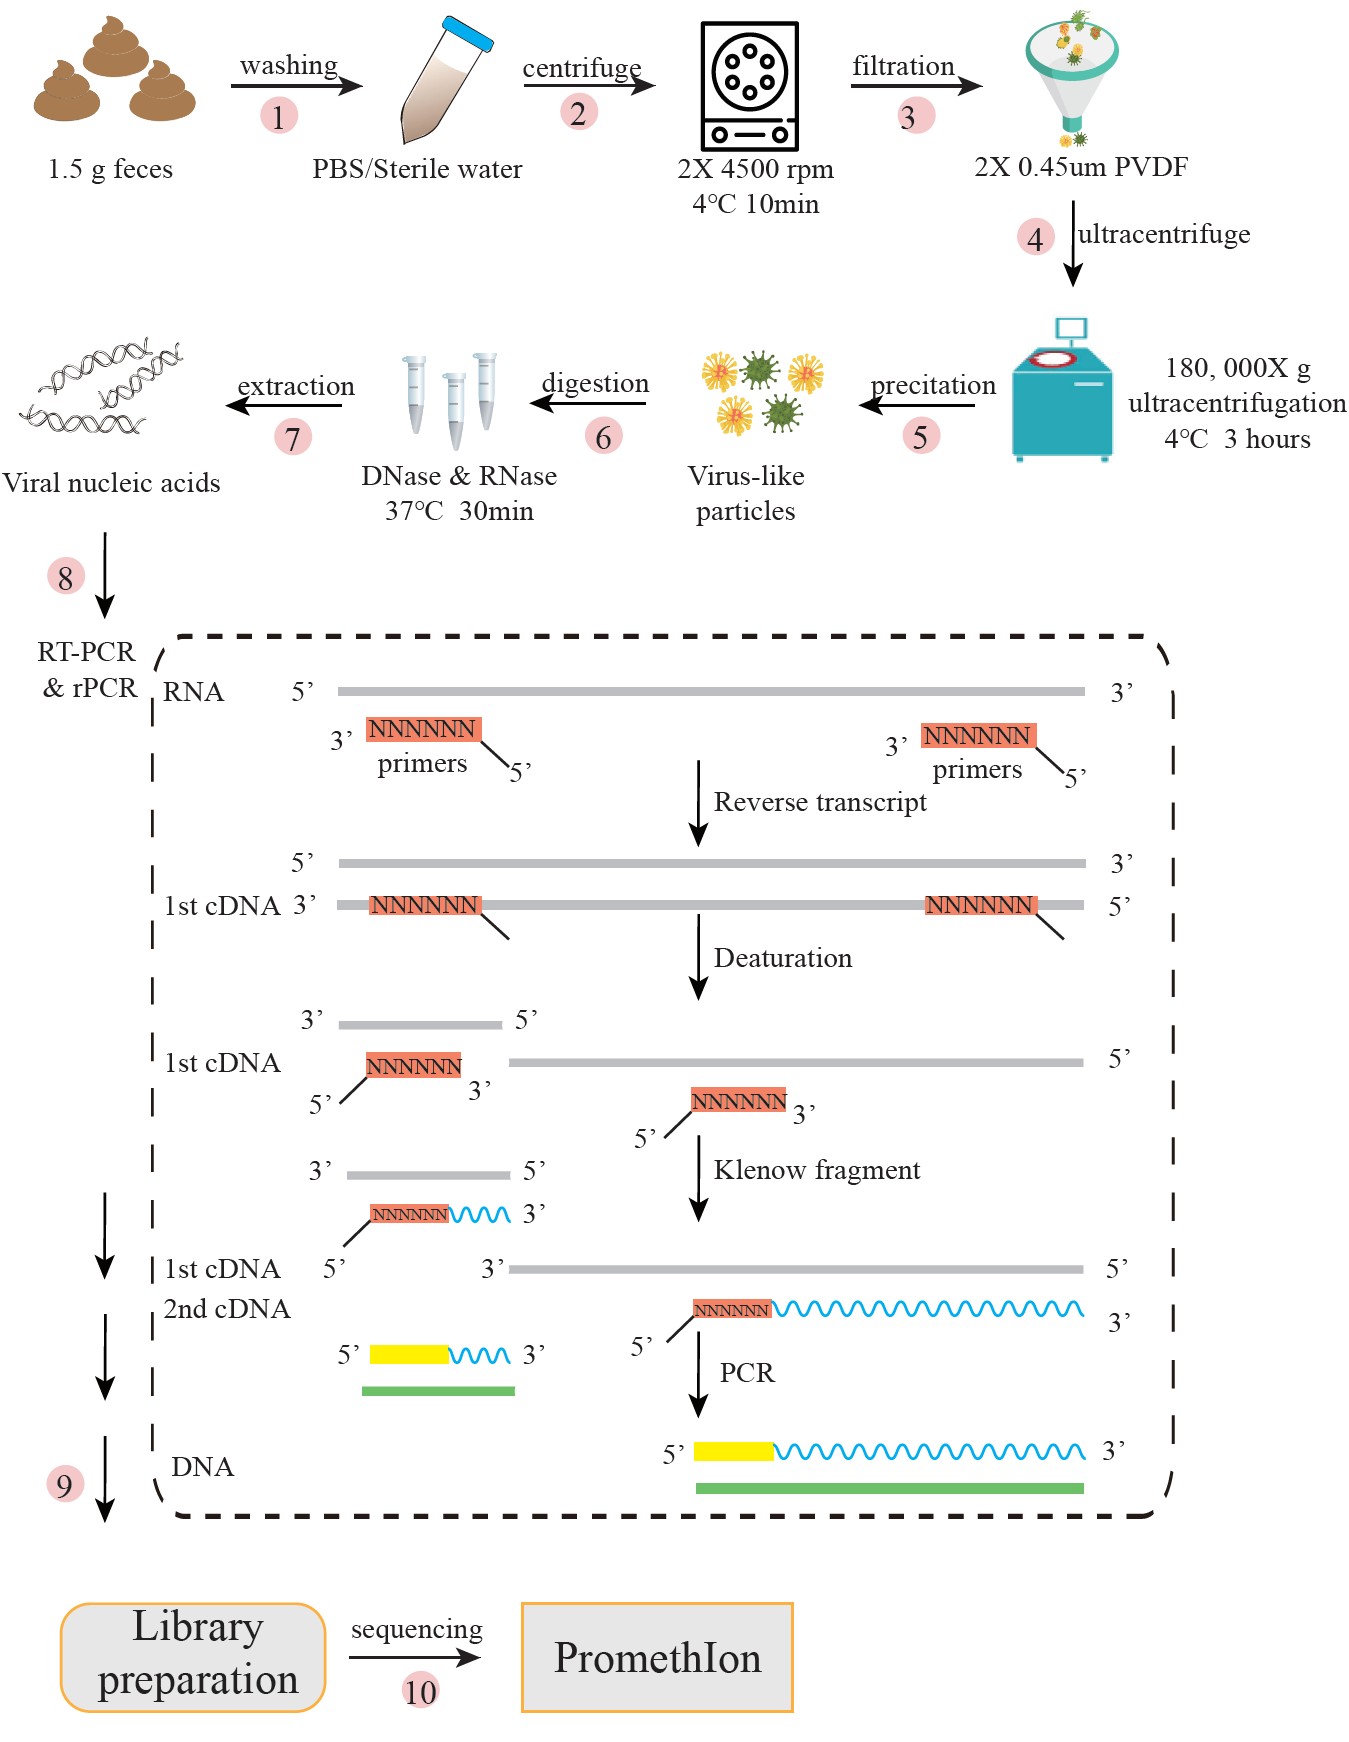 washing
1
centrifuge
2
filtration
3
1.5 g feces
PBS/Sterile water
2X 4500 rpm
4℃ 10min
2X 0.45um PVDF
4
ultracentrifuge
180, 000X g
ultracentrifugation
4℃ 3 hours
precitation
5
Virus-like
particles
digestion
6
DNase & RNase
37℃ 30min
extraction
7
Viral nucleic acids
8
RT-PCR
& rPCR
RNA 5’ 3’
3’ NNNNNN 5’
primers
3’ NNNNNN 5’
primers
Reverse transcript
5’ 3’
1st cDNA 3’ NNNNNN NNNNNN 5’
Deaturation
3’ 5’
1st cDNA 5’
NNNNNN
5’ 3’
NNNNNN
5’ 3’
Klenow fragment
3’ 5’
NNNNNN 3’
5’
1st cDNA 3’ 5’
2nd cDNA NNNNNN 3’
5’
5’ 3’
PCR
5’ 3’
DNA
9
Library
preparation
sequencing
10
PromethIon